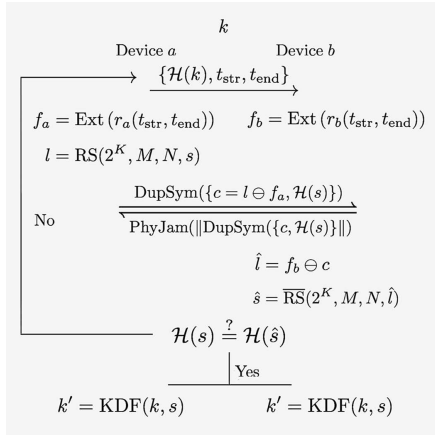 k
Device a Device b
{H(k), t_str, t_end}
f_a = Ext (r_a(t_str, t_end)) f_b = Ext (r_b(t_str, t_end))
l = RS(2^K, M, N, s)
DupSym({c = l ⊖ f_a, H(s)})
No
PhyJam(||DupSym({c, H(s)}||)
l̂ = f_b ⊖ c
ŝ = R̅S̅(2^K, M, N, l̂)
H(s) ≟ H(ŝ)
Yes
k′ = KDF(k, s) k′ = KDF(k, s)